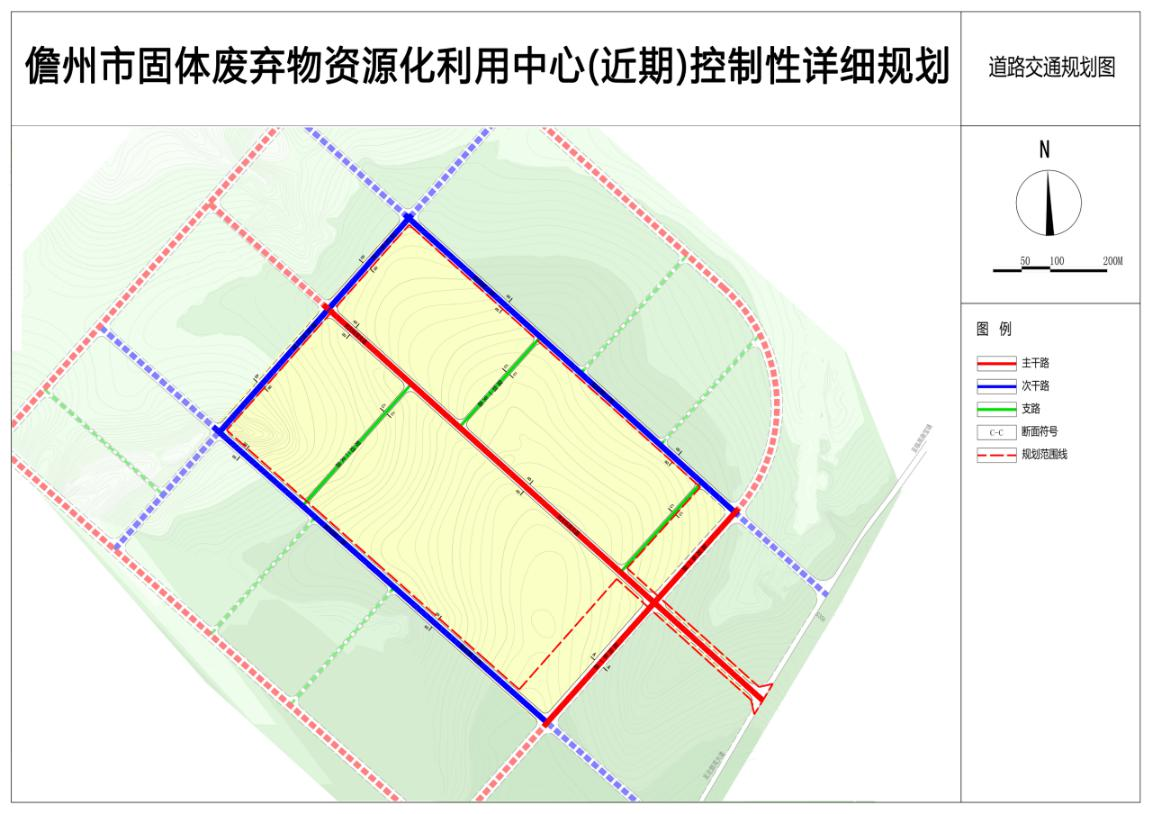 儋州市固体废弃物资源化利用中心(近期)控制性详细规划
道路交通规划图
N
50 100 200M
图 例
主干路
次干路
支路
C-C 断面符号
规划范围线